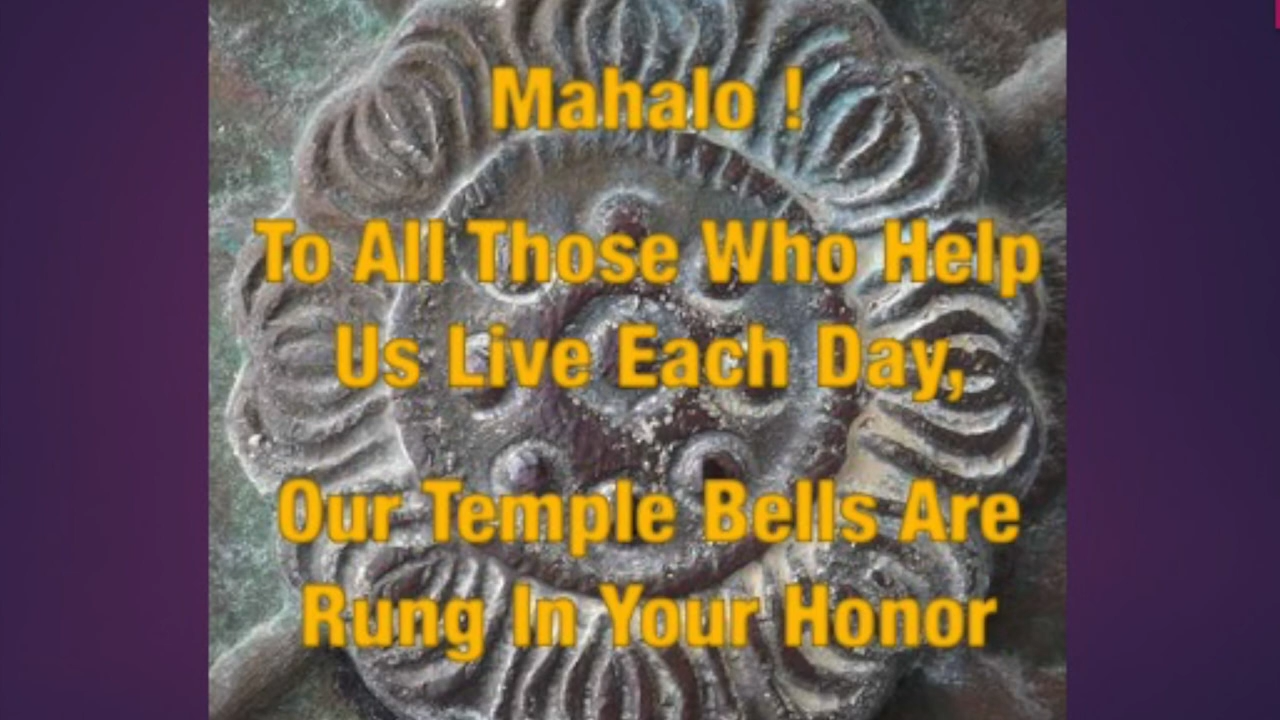 Mahalo !
To All Those Who Help
Us Live Each Day,
Our Temple Bells Are
Rung In Your Honor